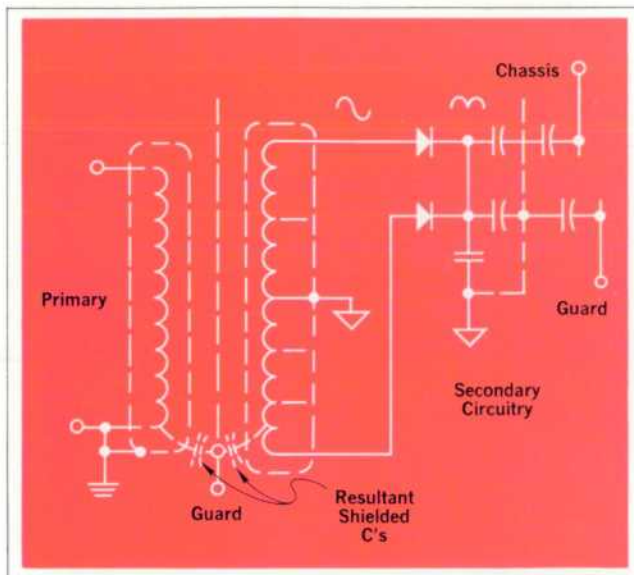 Chassis
Primary
Guard
Secondary
Circuitry
Guard
Resultant
Shielded
C's